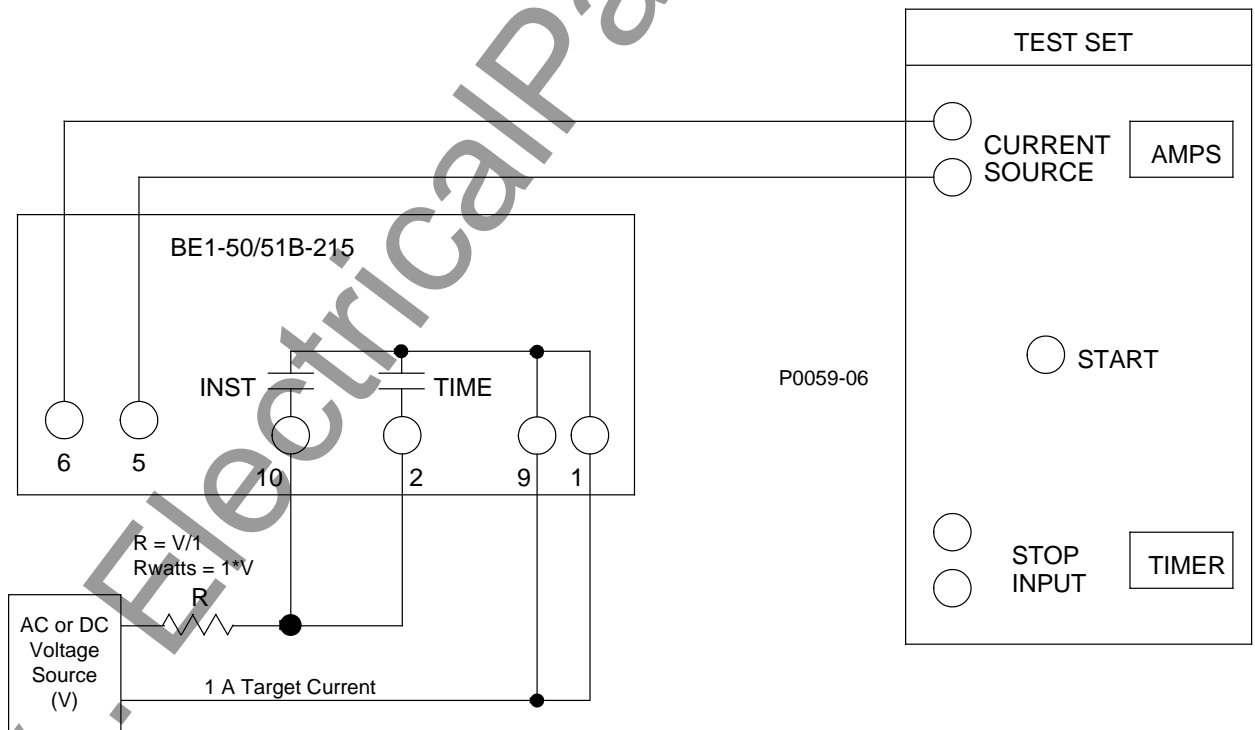 TEST SET
CURRENT
SOURCE
AMPS
BE1-50/51B-215
P0059-06
START
INST
TIME
6
5
10
2
9
1
STOP
INPUT
TIMER
R = V/1
Rwatts = 1*V
R
AC or DC
Voltage
Source
(V)
1 A Target Current
. ElectricalPa